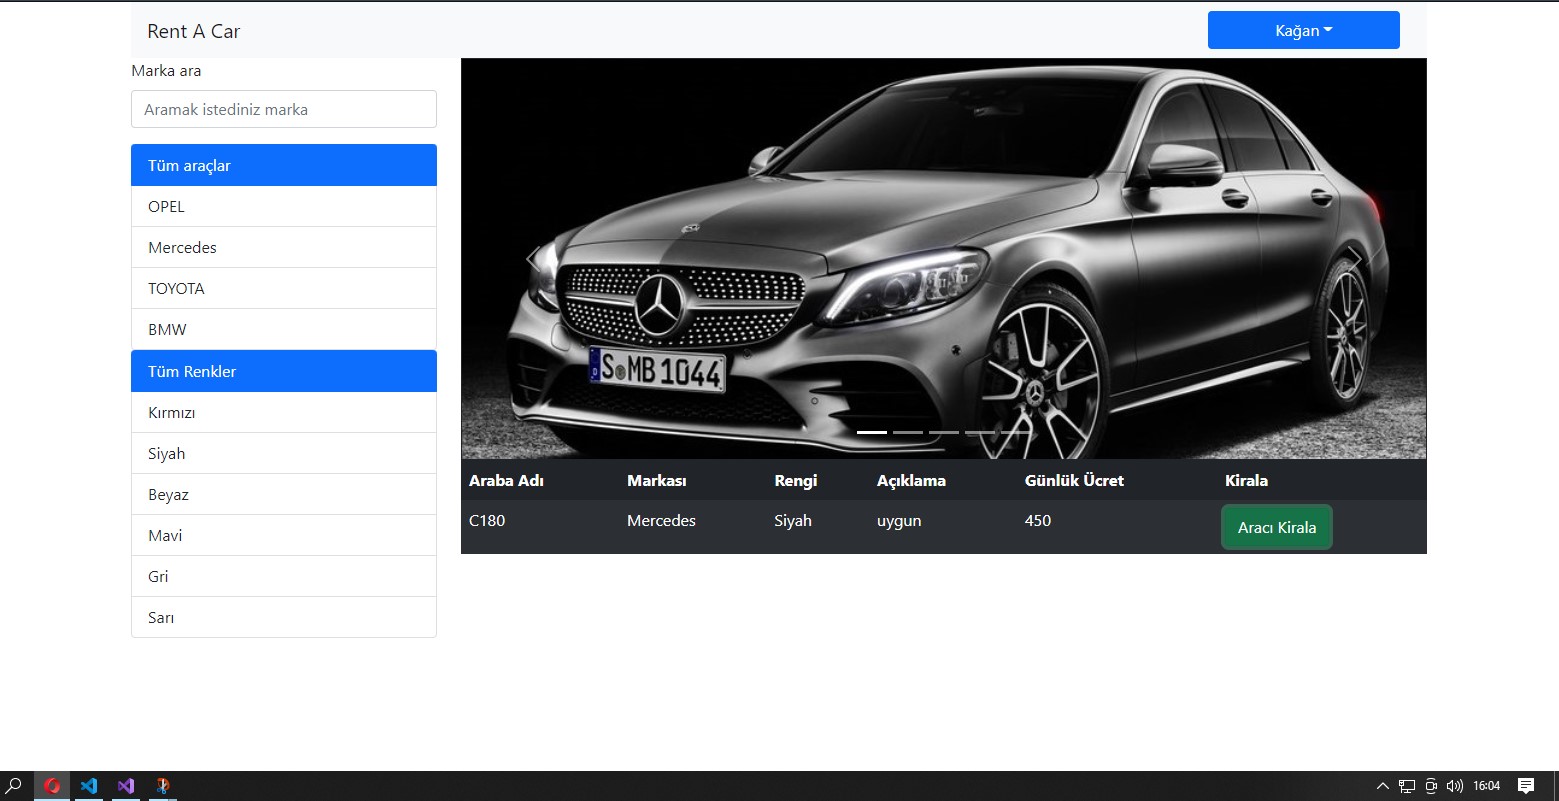 Rent A Car
Kağan
Marka ara
Aramak istediniz marka
Tüm araçlar
OPEL
Mercedes
TOYOTA
BMW
Tüm Renkler
Kırmızı
Siyah
Beyaz
Mavi
Gri
Sarı
S MB 1044
Araba Adı Markası Rengi Açıklama Günlük Ücret Kirala
C180 Mercedes Siyah uygun 450 Aracı Kirala
16:04